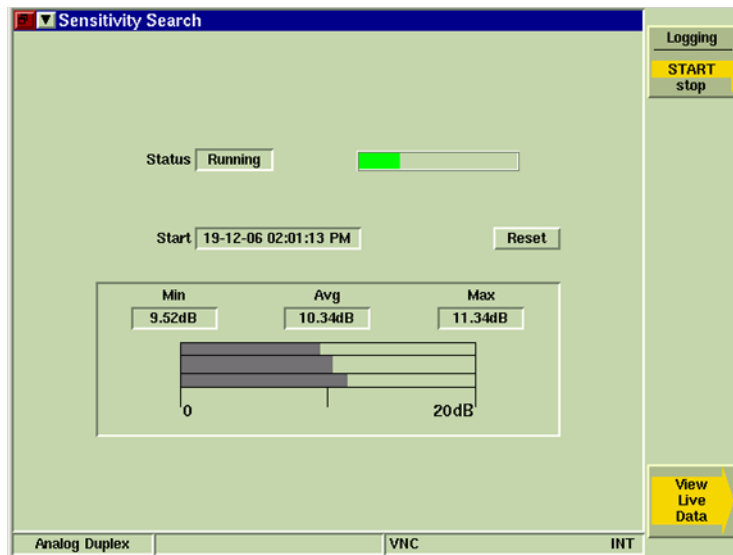 Sensitivity Search
Logging
START
stop
Status Running
Start 19-12-06 02:01:13 PM Reset
Min Avg Max
9.52dB 10.34dB 11.34dB
0 20dB
View
Live
Data
Analog Duplex VNC INT